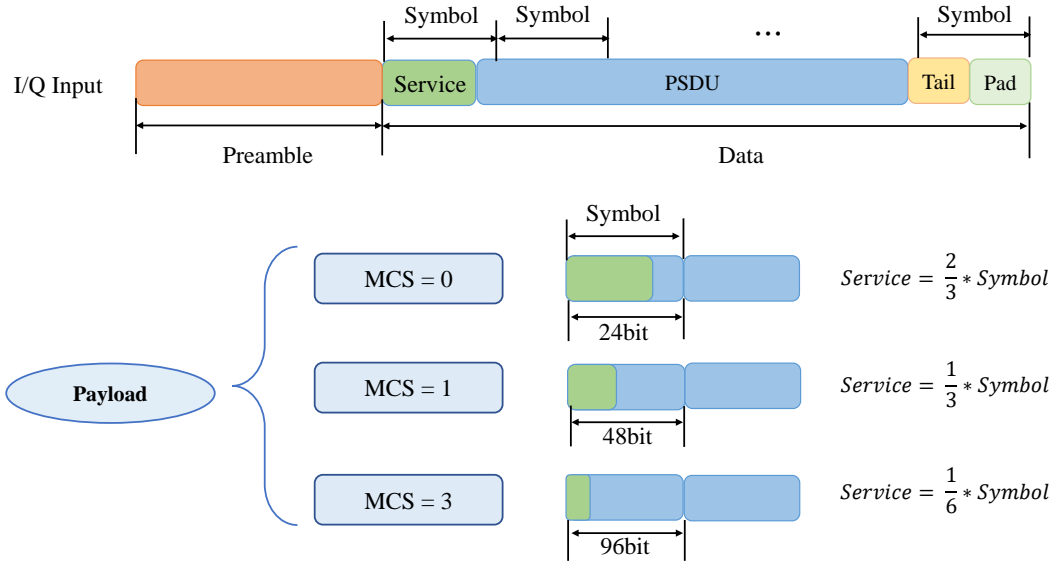 Symbol Symbol ... Symbol
I/Q Input Service PSDU Tail Pad
Preamble Data
Symbol
MCS = 0 Service = 2/3 * Symbol
24bit
Payload MCS = 1 Service = 1/3 * Symbol
48bit
MCS = 3 Service = 1/6 * Symbol
96bit